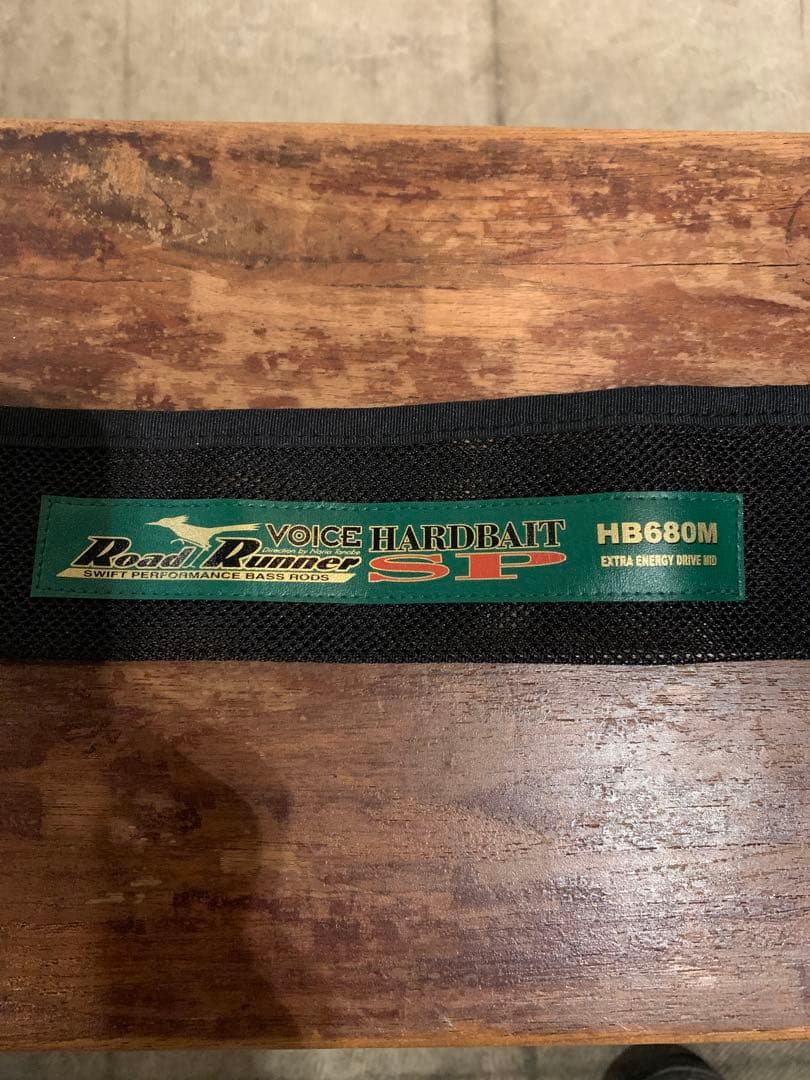 Road Runner
VOICE
Direction by Norio Tanabe
SWIFT PERFORMANCE BASS RODS
HARDBAIT
SP
HB680M
EXTRA ENERGY DRIVE MID